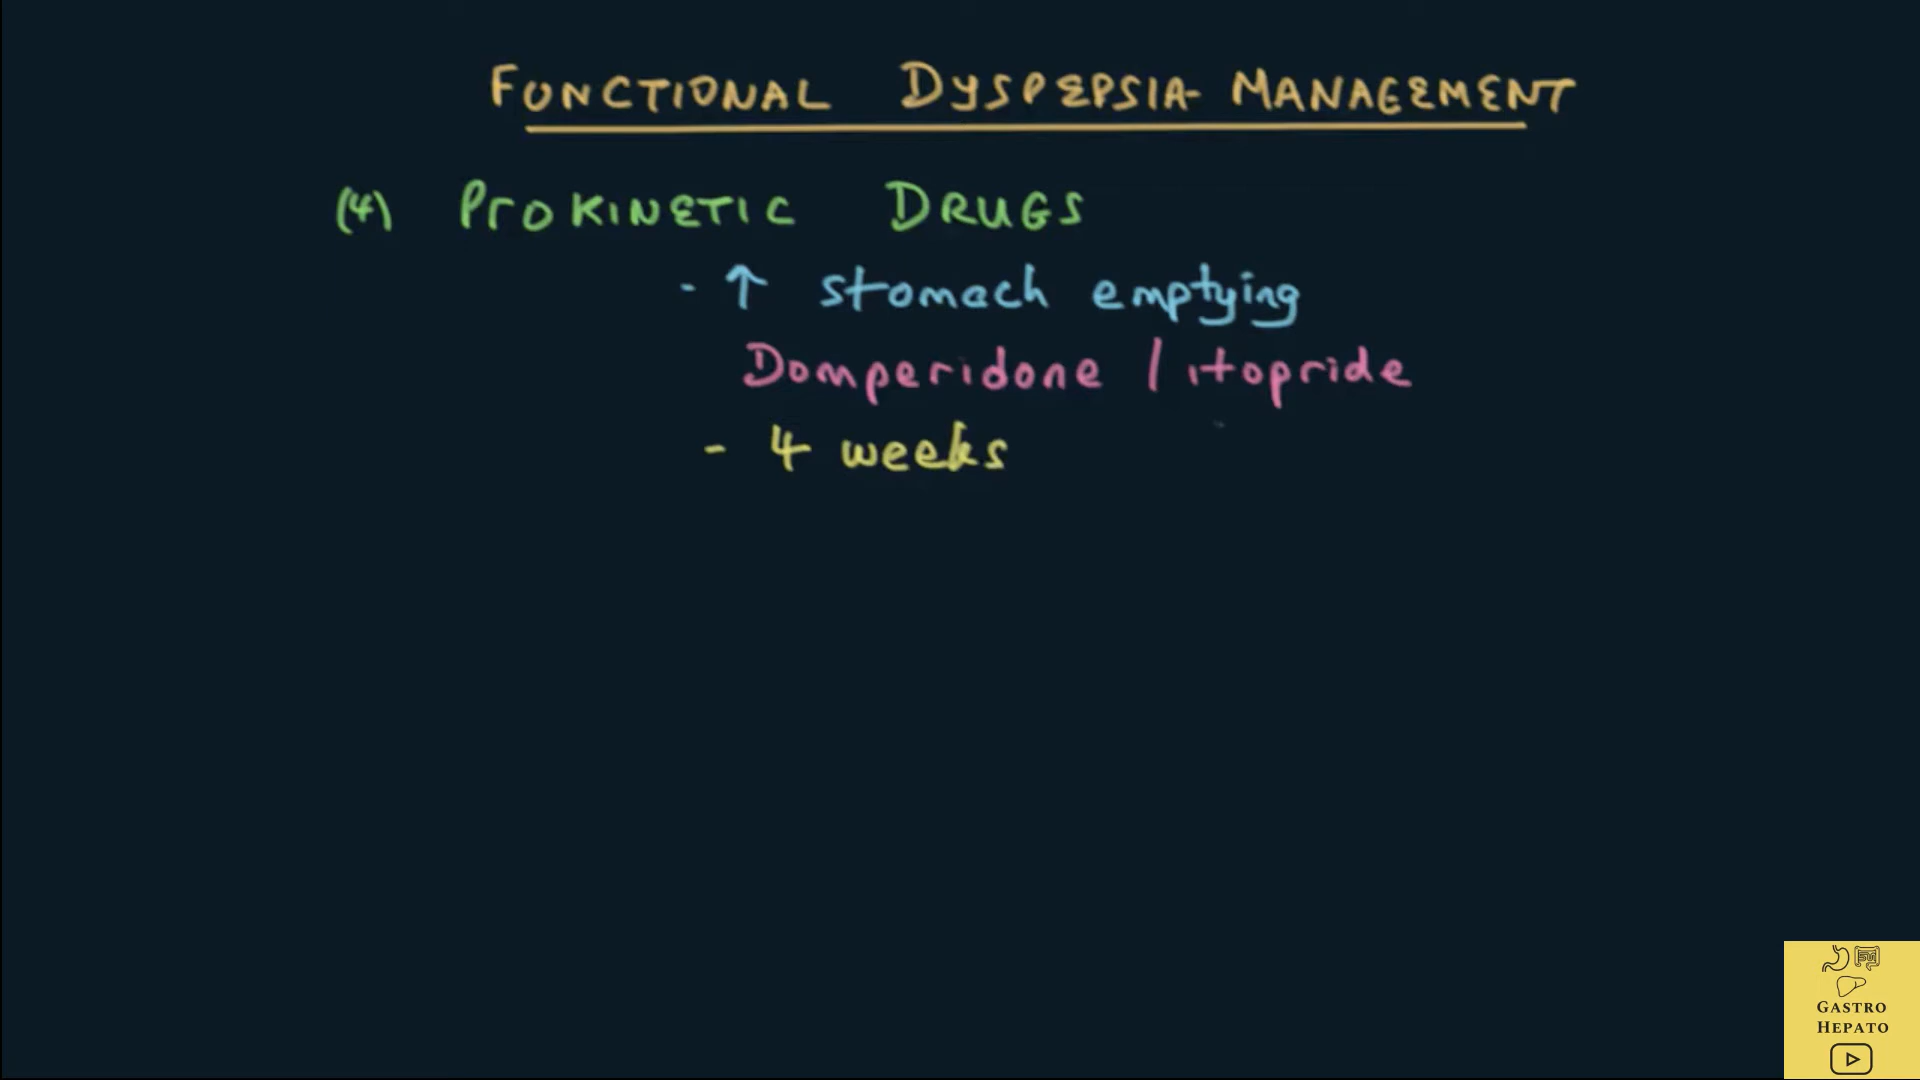 FUNCTIONAL DYSPEPSIA- MANAGEMENT
(4) PROKINETIC DRUGS
- ↑ stomach emptying
Domperidone / itopride
- 4 weeks
GASTRO
HEPATO